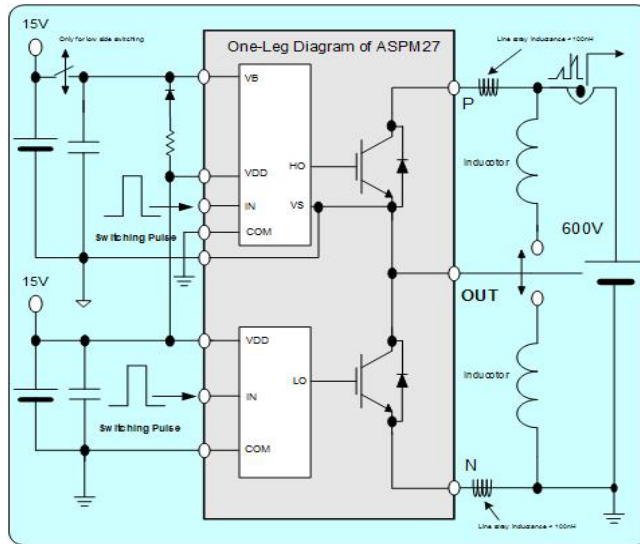 15V
Only for low side switching
One-Leg Diagram of ASPM27
Line stray Inductance < 100nH
VB
P
HO
VDD
IN
VS
COM
Switching Pulse
Inductor
600V
15V
OUT
VDD
LO
IN
COM
Switching Pulse
Inductor
N
Line stray Inductance < 100nH